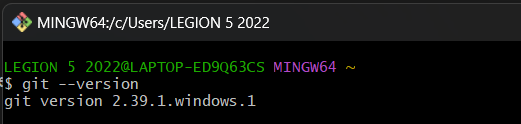 MINGW64:/c/Users/LEGION 5 2022
LEGION 5 2022@LAPTOP-ED9Q63CS MINGW64 ~
$ git --version
git version 2.39.1.windows.1